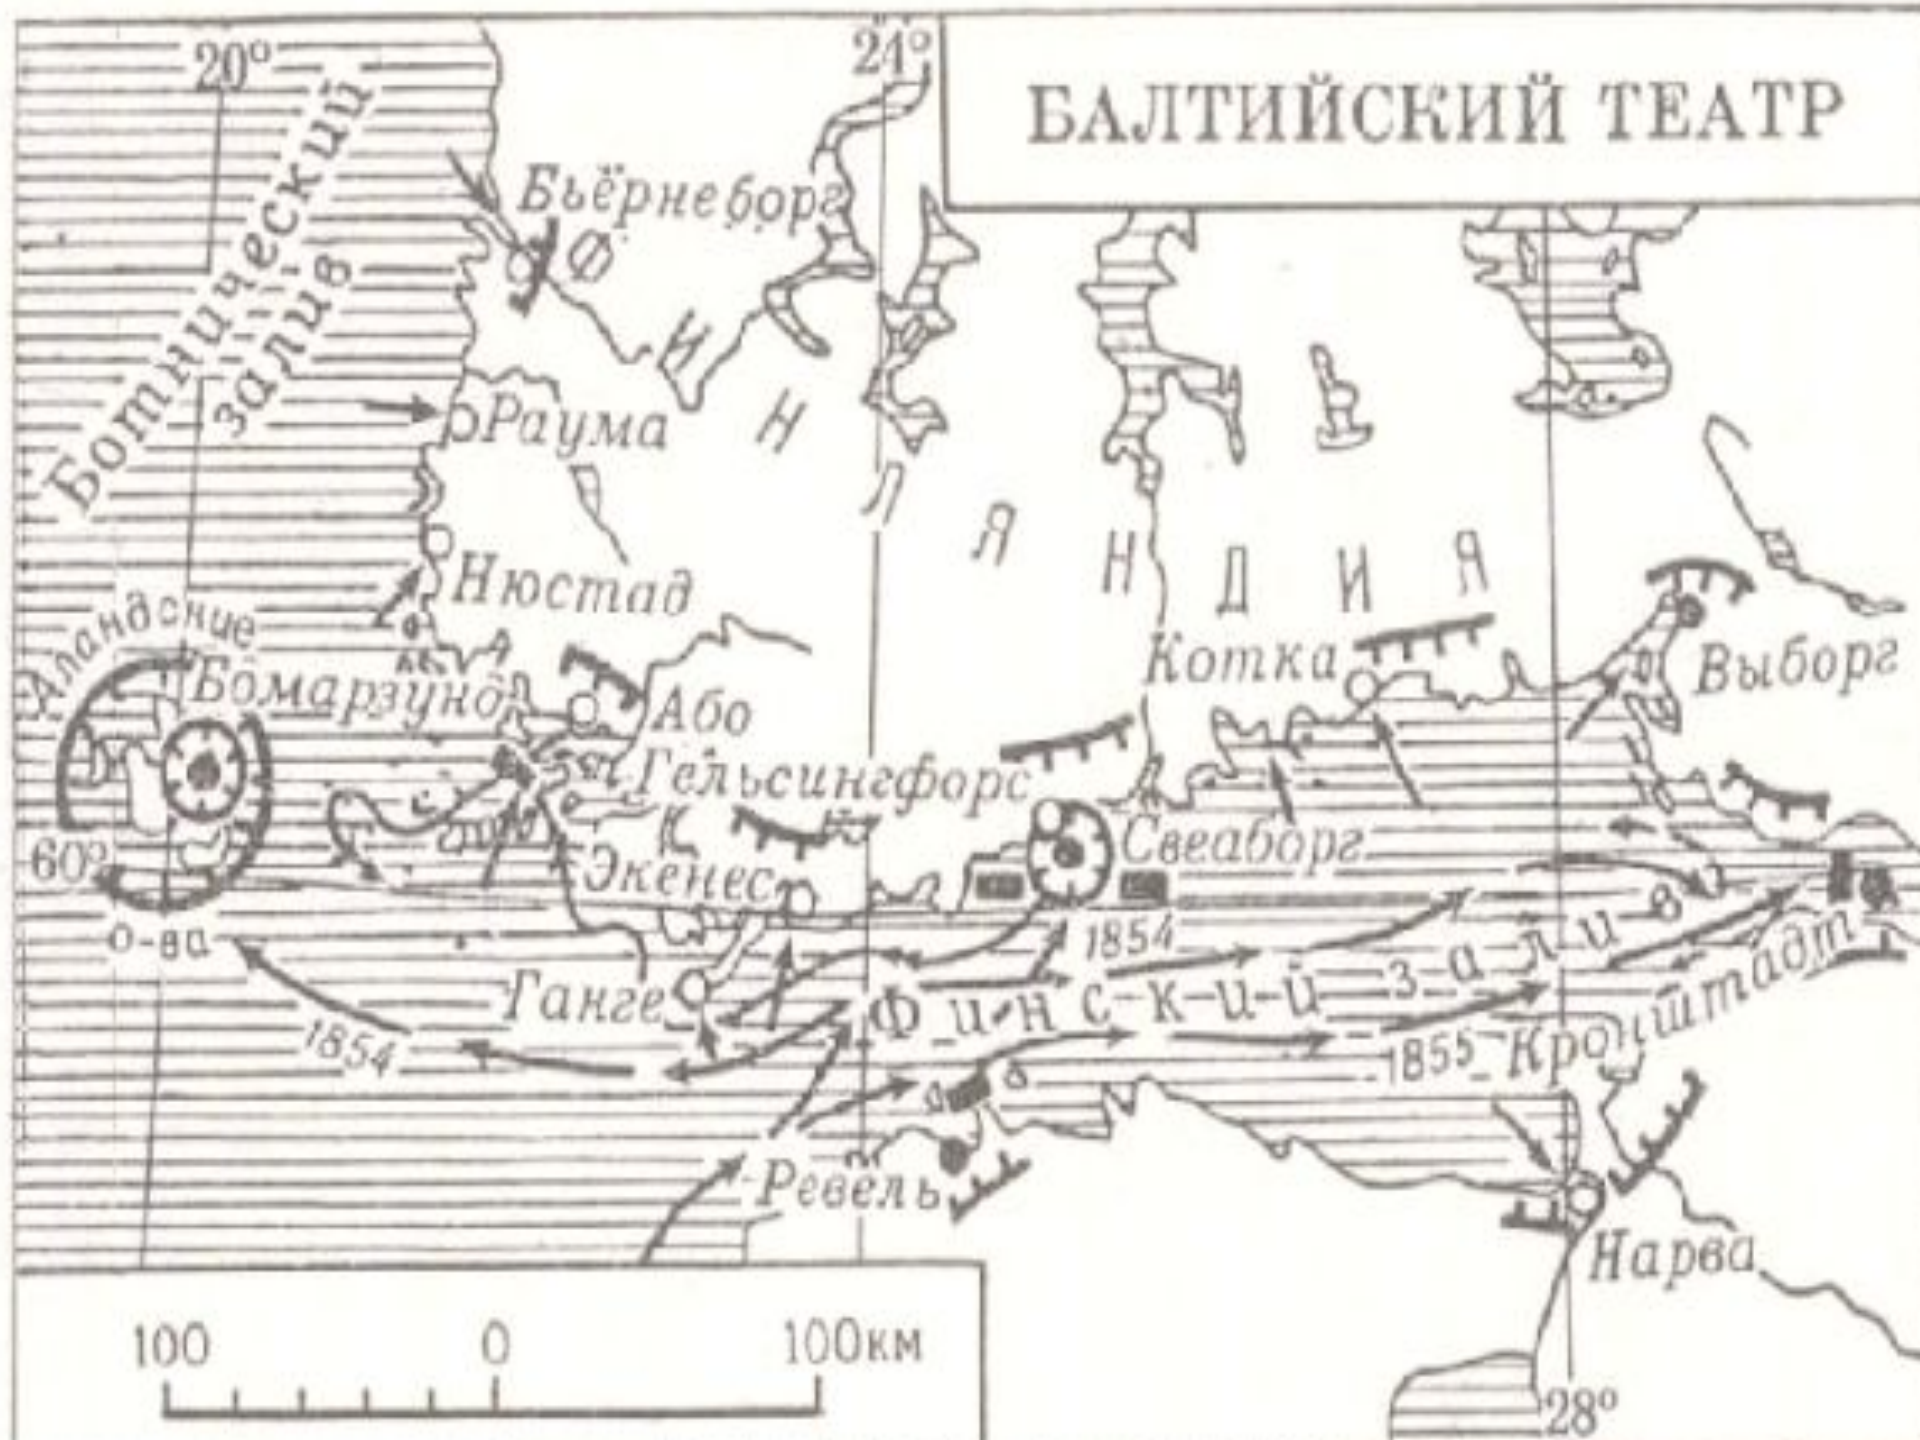 20°
24°
БАЛТИЙСКИЙ ТЕАТР
Ботнический
залив
Бьёрнеборг
ФИНЛЯНДИЯ
Раума
Нюстад
Аландские
о-ва
Бомарзунд
Або
Котка
Выборг
Гельсингфорс
Свеаборг
60°
Экенес
1854
Ганге
Финский залив
1854
1855
Кронштадт
Ревель
Нарва
100 0 100км
28°